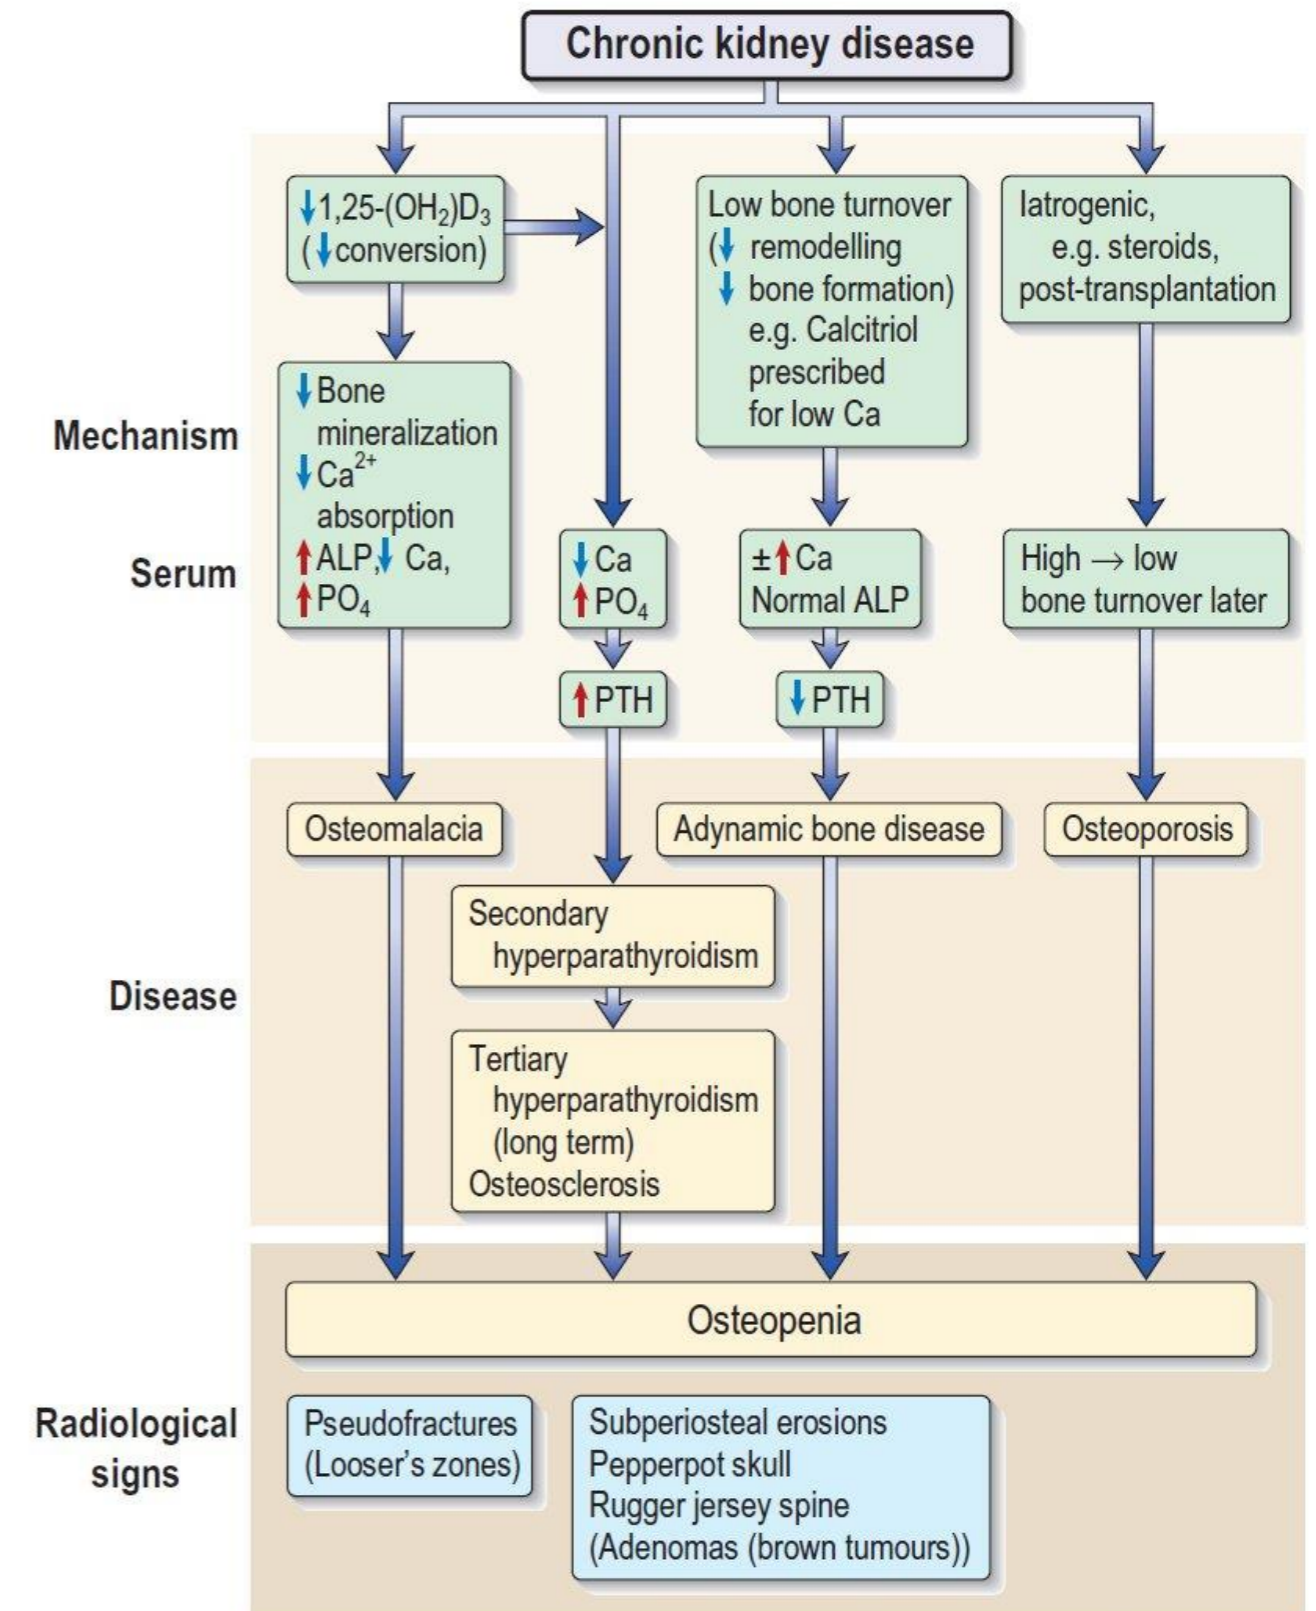 Chronic kidney disease
↓1,25-(OH₂)D₃
(↓conversion)
Low bone turnover
(↓ remodelling
↓ bone formation)
e.g. Calcitriol
prescribed
for low Ca
Iatrogenic,
e.g. steroids,
post-transplantation
Mechanism
↓Bone
mineralization
↓Ca²⁺
absorption
↑ALP,↓ Ca,
↑PO₄
Serum
↓Ca
↑PO₄
±↑Ca
Normal ALP
High → low
bone turnover later
↑PTH
↓PTH
Disease
Osteomalacia
Adynamic bone disease
Osteoporosis
Secondary
hyperparathyroidism
Tertiary
hyperparathyroidism
(long term)
Osteosclerosis
Osteopenia
Radiological
signs
Pseudofractures
(Looser’s zones)
Subperiosteal erosions
Pepperpot skull
Rugger jersey spine
(Adenomas (brown tumours))